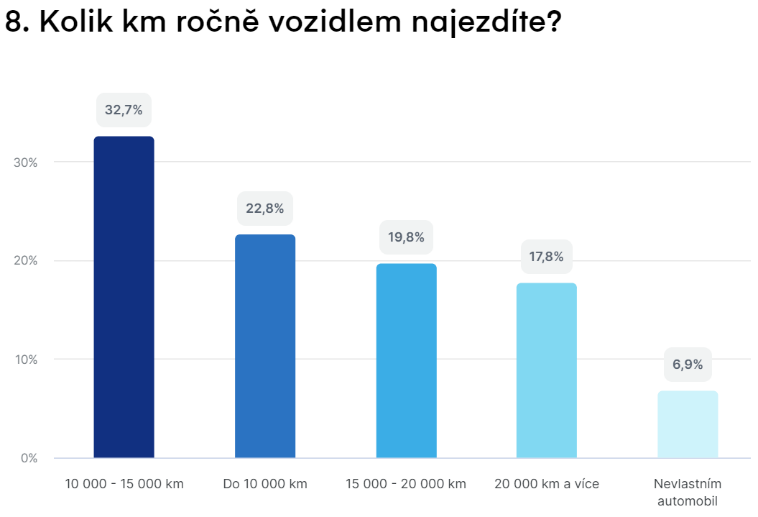 8. Kolik km ročně vozidlem najezdíte?
32,7%
30%
22,8%
19,8%
20%
17,8%
10%
6,9%
0%
10 000 - 15 000 km
Do 10 000 km
15 000 - 20 000 km
20 000 km a více
Nevlastním
automobil